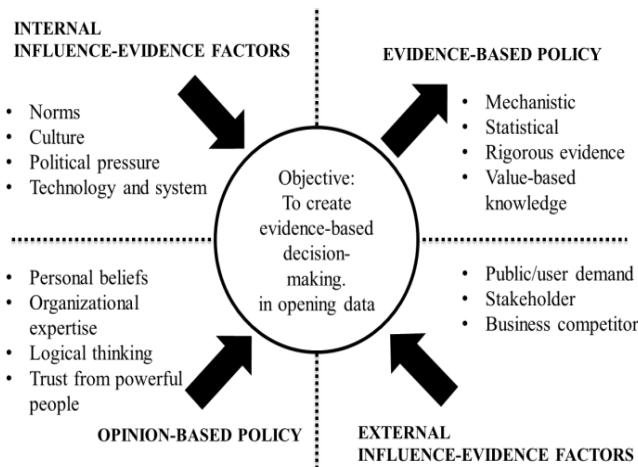 INTERNAL
INFLUENCE-EVIDENCE FACTORS
• Norms
• Culture
• Political pressure
• Technology and system
EVIDENCE-BASED POLICY
• Mechanistic
• Statistical
• Rigorous evidence
• Value-based
knowledge
Objective:
To create
evidence-based
decision-
making.
in opening data
• Personal beliefs
• Organizational
expertise
• Logical thinking
• Trust from powerful
people
OPINION-BASED POLICY
• Public/user demand
• Stakeholder
• Business competitor
EXTERNAL
INFLUENCE-EVIDENCE FACTORS